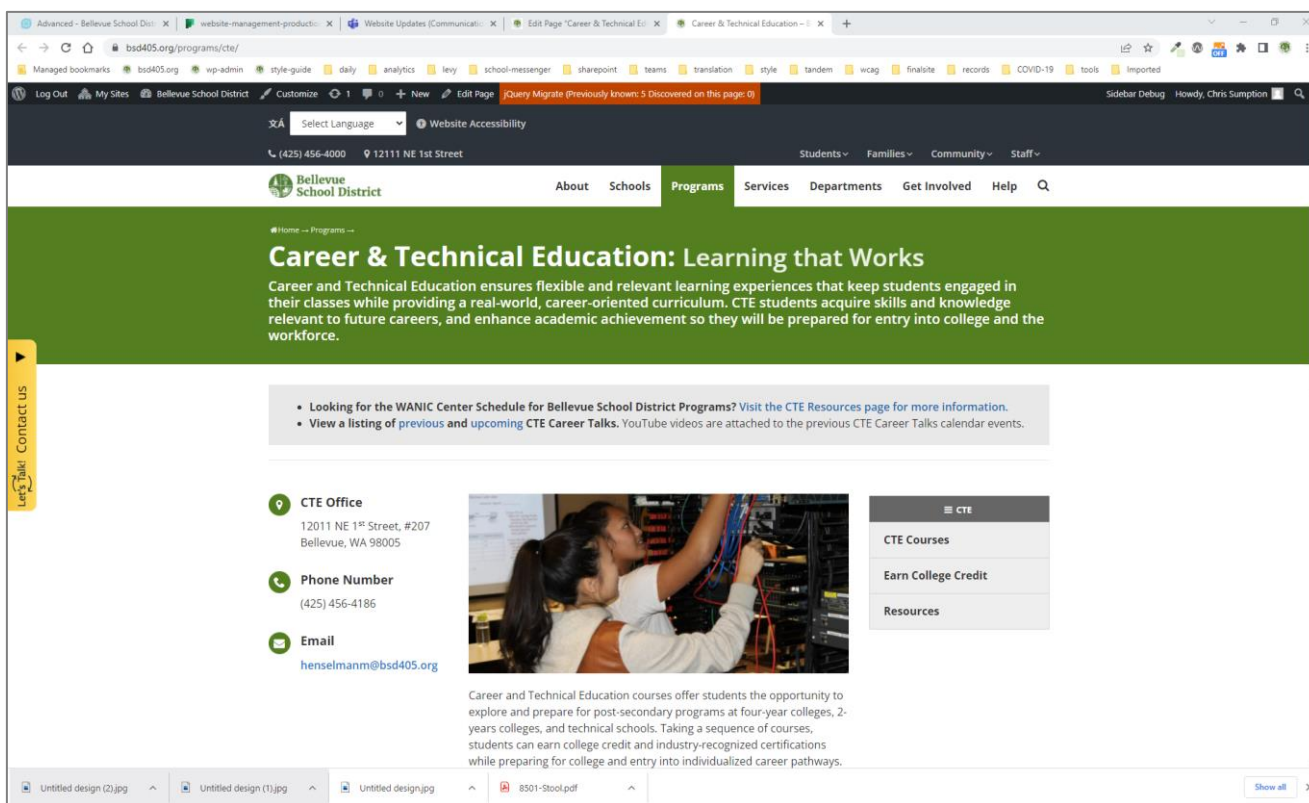 Advanced - Bellevue School Dist
website-management-productio
Website Updates (Communicatio
Edit Page "Career & Technical Ed
Career & Technical Education – B
bsd405.org/programs/cte/
OFF
Managed bookmarks bsd405.org wp-admin style-guide daily analytics levy school-messenger sharepoint teams translation style tandem wcag finalsite records COVID-19 tools Imported
Log Out My Sites Bellevue School District Customize 1 0 New Edit Page jQuery Migrate (Previously known: 5 Discovered on this page: 0) Sidebar Debug Howdy, Chris Sumption
Select Language Website Accessibility
(425) 456-4000 12111 NE 1st Street Students Families Community Staff
Bellevue
School District
About Schools Programs Services Departments Get Involved Help
Home → Programs →
Career & Technical Education: Learning that Works
Career and Technical Education ensures flexible and relevant learning experiences that keep students engaged in
their classes while providing a real-world, career-oriented curriculum. CTE students acquire skills and knowledge
relevant to future careers, and enhance academic achievement so they will be prepared for entry into college and the
workforce.
Let's Talk! Contact us
• Looking for the WANIC Center Schedule for Bellevue School District Programs? Visit the CTE Resources page for more information.
• View a listing of previous and upcoming CTE Career Talks. YouTube videos are attached to the previous CTE Career Talks calendar events.
CTE Office
12011 NE 1st Street, #207
Bellevue, WA 98005
Phone Number
(425) 456-4186
Email
henselmanm@bsd405.org
CTE
CTE Courses
Earn College Credit
Resources
Career and Technical Education courses offer students the opportunity to
explore and prepare for post-secondary programs at four-year colleges, 2-
years colleges, and technical schools. Taking a sequence of courses,
students can earn college credit and industry-recognized certifications
while preparing for college and entry into individualized career pathways.
Untitled design (2).jpg Untitled design (1).jpg Untitled design.jpg 8501-Stool.pdf Show all